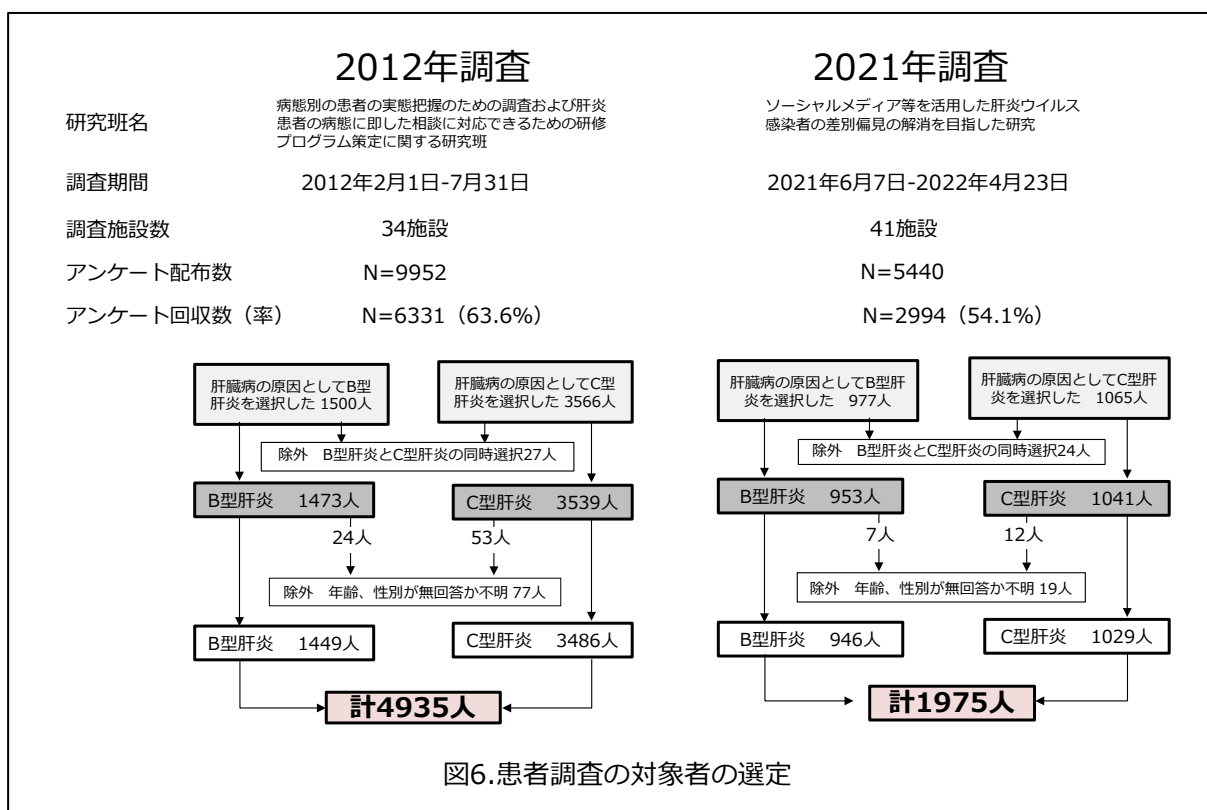 2012年調査
2021年調査
研究班名
病態別の患者の実態把握のための調査および肝炎
患者の病態に即した相談に対応できるための研修
プログラム策定に関する研究班
ソーシャルメディア等を活用した肝炎ウイルス
感染者の差別偏見の解消を目指した研究
調査期間
2012年2月1日-7月31日
2021年6月7日-2022年4月23日
調査施設数
34施設
41施設
アンケート配布数
N=9952
N=5440
アンケート回収数（率）
N=6331（63.6%）
N=2994（54.1%）
肝臓病の原因としてB型
肝炎を選択した 1500人
肝臓病の原因としてC型
肝炎を選択した 3566人
除外　B型肝炎とC型肝炎の同時選択27人
B型肝炎　1473人
C型肝炎　3539人
24人
53人
除外　年齢、性別が無回答か不明 77人
B型肝炎　1449人
C型肝炎　3486人
計4935人
肝臓病の原因としてB型肝
炎を選択した　977人
肝臓病の原因としてC型肝
炎を選択した　1065人
除外　B型肝炎とC型肝炎の同時選択24人
B型肝炎　953人
C型肝炎　1041人
7人
12人
除外　年齢、性別が無回答か不明 19人
B型肝炎　946人
C型肝炎　1029人
計1975人
図6.患者調査の対象者の選定